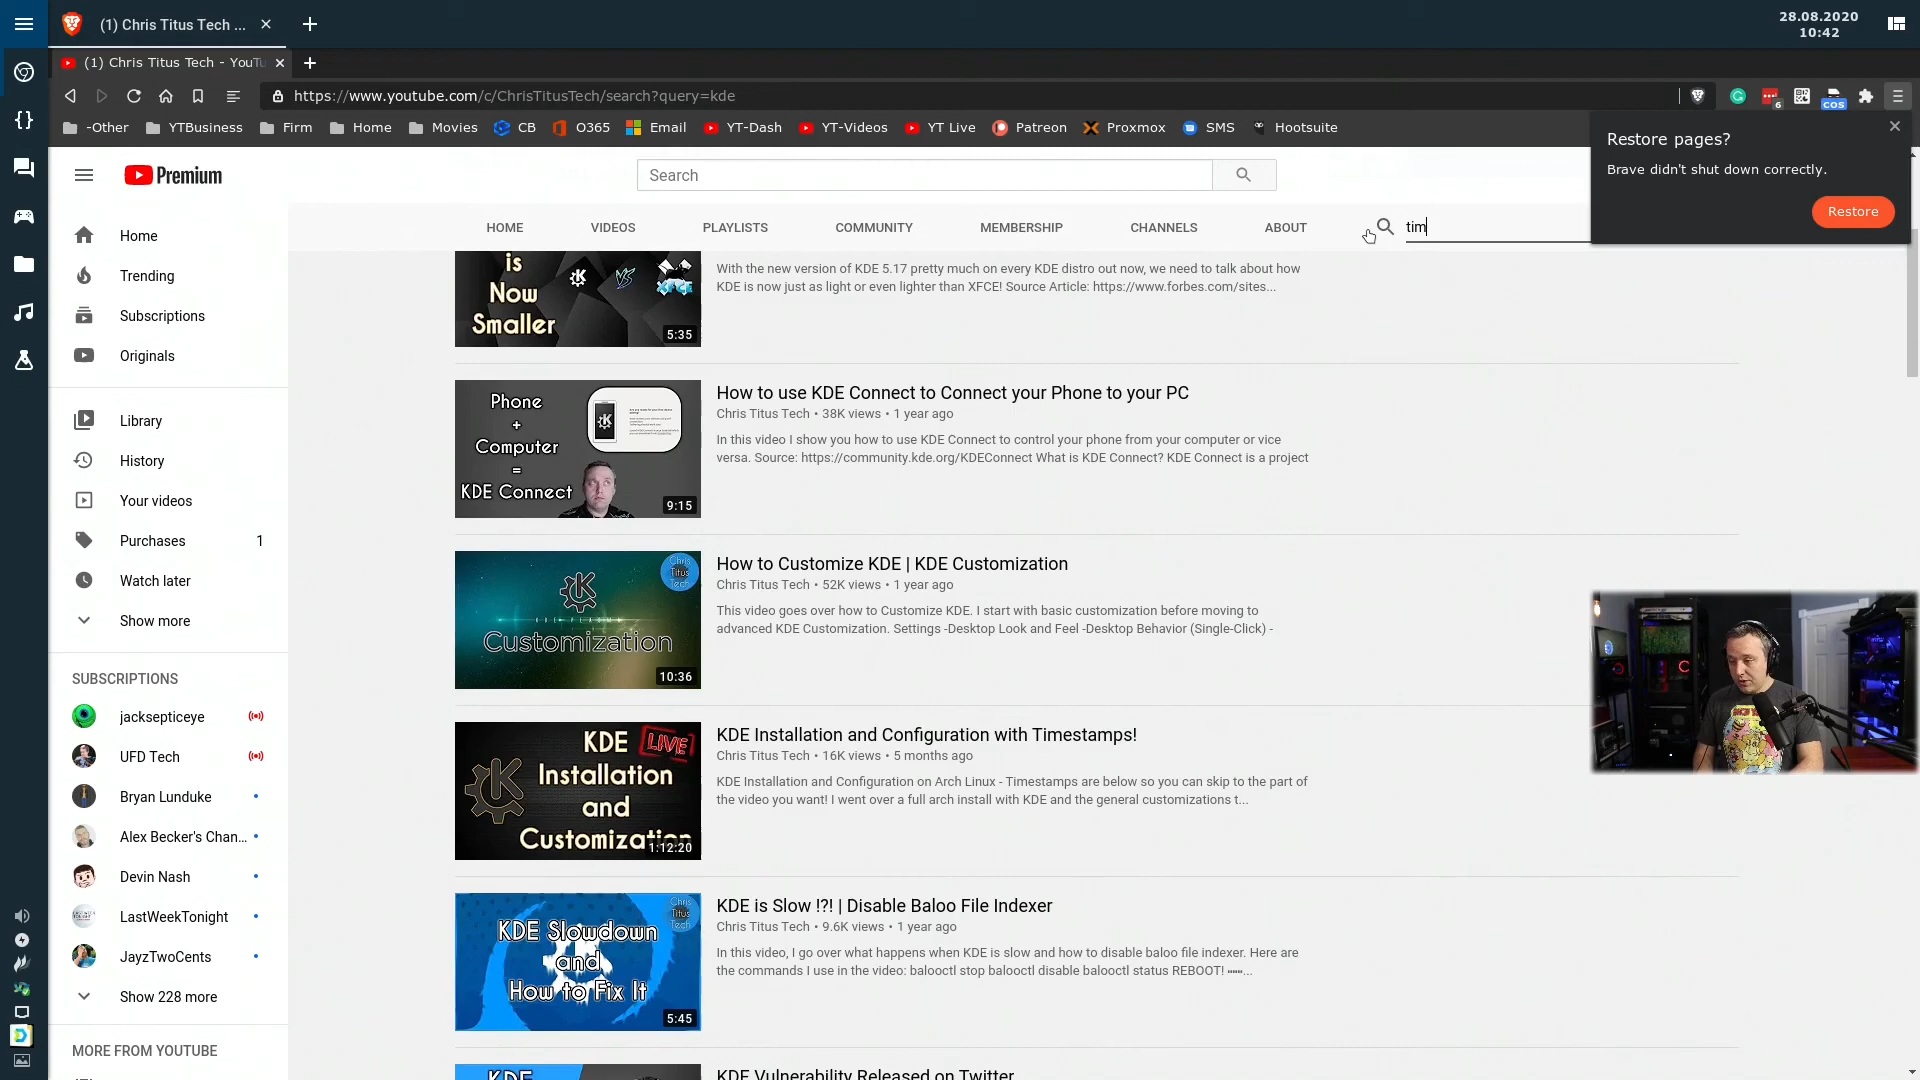 (1) Chris Titus Tech ...
28.08.2020
10:42
(1) Chris Titus Tech - YouTu
https://www.youtube.com/c/ChrisTitusTech/search?query=kde
6
cos
-Other
YTBusiness
Firm
Home
Movies
CB
O365
Email
YT-Dash
YT-Videos
YT Live
Patreon
Proxmox
SMS
Hootsuite
Restore pages?
Brave didn't shut down correctly.
Restore
Premium
Search
HOME
VIDEOS
PLAYLISTS
COMMUNITY
MEMBERSHIP
CHANNELS
ABOUT
tim
Home
Trending
Subscriptions
Originals
Library
History
Your videos
Purchases
1
Watch later
Show more
SUBSCRIPTIONS
jacksepticeye
UFD Tech
Bryan Lunduke
Alex Becker's Chan...
Devin Nash
LastWeekTonight
JayzTwoCents
Show 228 more
MORE FROM YOUTUBE
is
Now
Smaller
5:35
With the new version of KDE 5.17 pretty much on every KDE distro out now, we need to talk about how
KDE is now just as light or even lighter than XFCE! Source Article: https://www.forbes.com/sites...
Phone
+
Computer
=
KDE Connect
9:15
How to use KDE Connect to Connect your Phone to your PC
Chris Titus Tech • 38K views • 1 year ago
In this video I show you how to use KDE Connect to control your phone from your computer or vice
versa. Source: https://community.kde.org/KDEConnect What is KDE Connect? KDE Connect is a project
Chris
Titus
Tech
Customization
10:36
How to Customize KDE | KDE Customization
Chris Titus Tech • 52K views • 1 year ago
This video goes over how to Customize KDE. I start with basic customization before moving to
advanced KDE Customization. Settings -Desktop Look and Feel -Desktop Behavior (Single-Click) -
KDE LIVE
Installation
and
Customization
1:12:20
KDE Installation and Configuration with Timestamps!
Chris Titus Tech • 16K views • 5 months ago
KDE Installation and Configuration on Arch Linux - Timestamps are below so you can skip to the part of
the video you want! I went over a full arch install with KDE and the general customizations t...
Chris
Titus
Tech
KDE Slowdown
and
How to Fix It
5:45
KDE is Slow !?! | Disable Baloo File Indexer
Chris Titus Tech • 9.6K views • 1 year ago
In this video, I go over what happens when KDE is slow and how to disable baloo file indexer. Here are
the commands I use in the video: balooctl stop balooctl disable balooctl status REBOOT! ┅┅...
KDE
KDE Vulnerability Released on Twitter